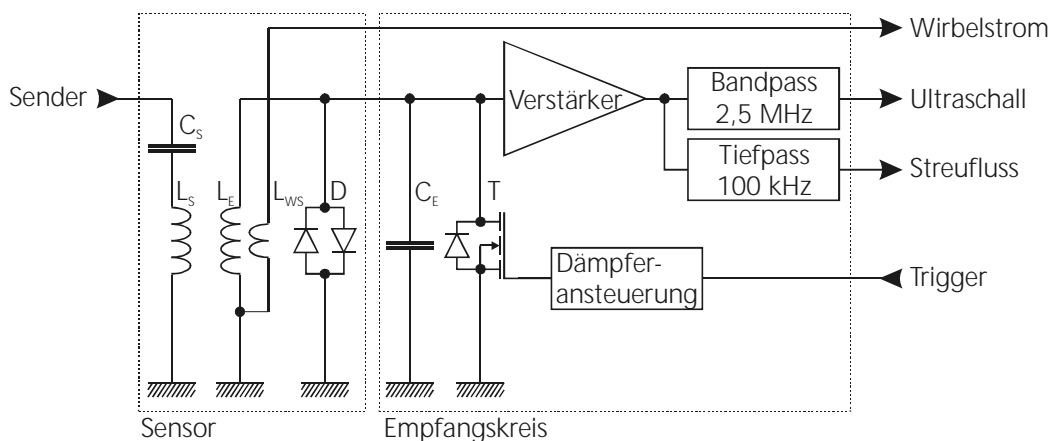 Wirbelstrom
Sender
Verstärker
Bandpass
2,5 MHz
Ultraschall
C_S
Tiefpass
100 kHz
Streufluss
L_S
L_E
L_WS
D
C_E
T
Dämpfer-
ansteuerung
Trigger
Sensor
Empfangskreis